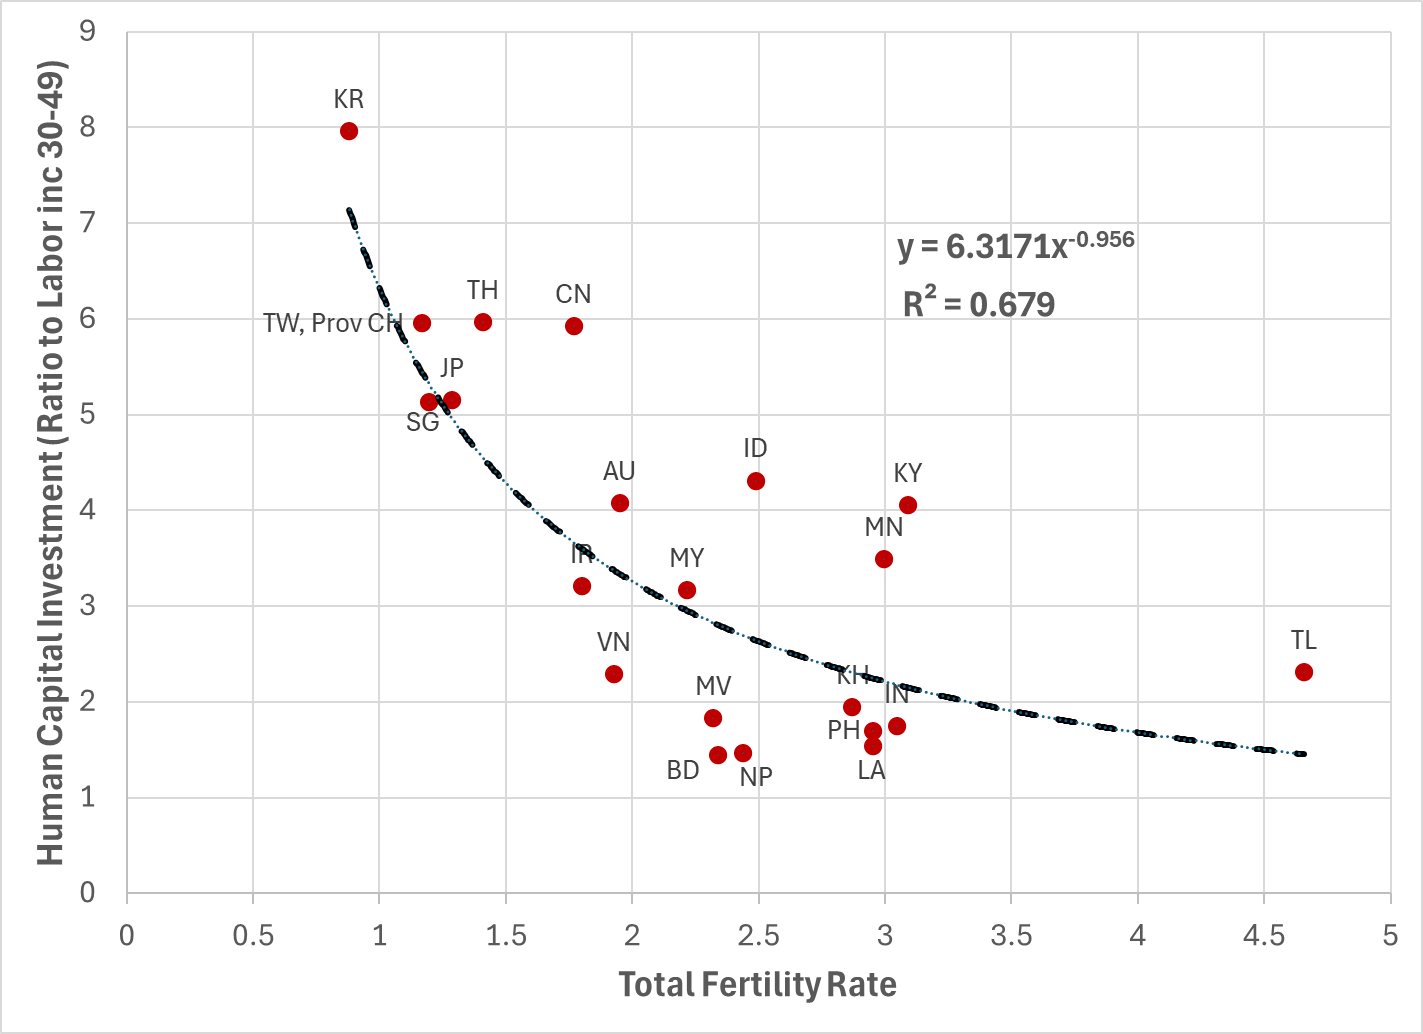 Human Capital Investment (Ratio to Labor inc 30-49)
9
8
7
6
5
4
3
2
1
0
KR
y = 6.3171x^-0.956
R² = 0.679
TH
CN
TW, Prov CH
JP
SG
AU
ID
KY
MN
IR
MY
VN
TL
MV
KH
IN
PH
BD
NP
LA
0 0.5 1 1.5 2 2.5 3 3.5 4 4.5 5
Total Fertility Rate